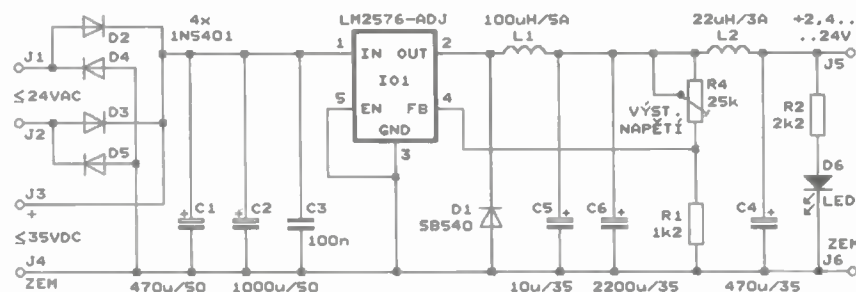 4x
1N5401
LM2576-ADJ
100uH/5A
L1
22uH/3A
L2
+2,4..
..24V
D2
J1
D4
1
IN
OUT
2
J5
IO1
R4
25k
≤24VAC
D3
5
EN
FB
4
VÝST.
NAPĚTÍ
R2
2k2
J2
GND
D5
3
D6
LED
J3
+
C1
+
C2
+
C3
100n
D1
SB540
C5
+
C6
+
R1
1k2
C4
+
≤35VDC
J4
ZEM
470u/50
1000u/50
10u/35
2200u/35
470u/35
ZEM
J6